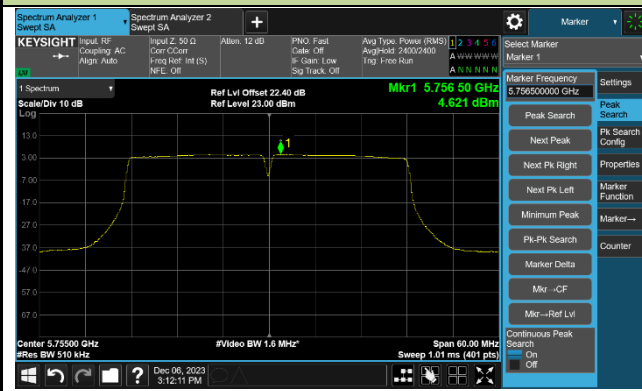 Spectrum Analyzer 1
Swept SA
Spectrum Analyzer 2
Swept SA
+
Marker
KEYSIGHT
Input: RF
Coupling: AC
Align: Auto
Input Z: 50 Ω
Corr CCorr
Freq Ref: Int (S)
NFE: Off
Atten: 12 dB
PNO: Fast
Gate: Off
IF Gain: Low
Sig Track: Off
Avg Type: Power (RMS)
Avg|Hold: 2400/2400
Trig: Free Run
1 2 3 4 5 6
A W W W W W
A N N N N N
LW
Select Marker
Marker 1
1 Spectrum
Scale/Div 10 dB
Log
Ref Lvl Offset 22.40 dB
Ref Level 23.00 dBm
Mkr1 5.756 50 GHz
4.621 dBm
13.0
3.00
7.00
17.0
27.0
37.0
-47.0
57.0
67.0
1
Center 5.75500 GHz
#Res BW 510 kHz
#Video BW 1.6 MHz*
Span 60.00 MHz
Sweep 1.01 ms (401 pts)
Marker Frequency
5.756500000 GHz
Peak Search
Next Peak
Next Pk Right
Next Pk Left
Minimum Peak
Pk-Pk Search
Marker Delta
Mkr→CF
Mkr→Ref Lvl
Continuous Peak
Search
On
Off
Settings
Peak
Search
Pk Search
Config
Properties
Marker
Function
Marker→
Counter
?
Dec 06, 2023
3:12:11 PM